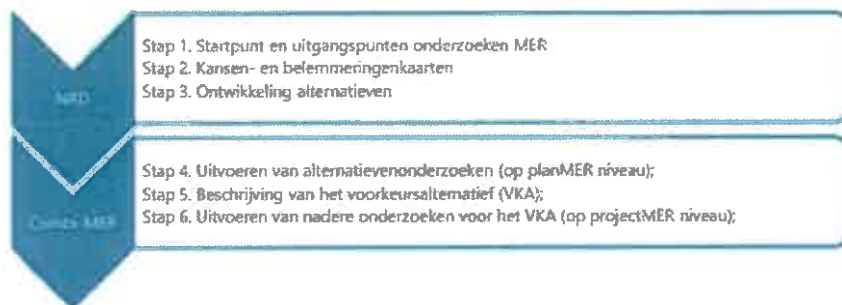 NRD
Stap 1. Startpunt en uitgangspunten onderzoeken MER
Stap 2. Kansen- en belemmeringenkaarten
Stap 3. Ontwikkeling alternatieven
Combi MER
Stap 4. Uitvoeren van alternatievenonderzoeken (op planMER niveau);
Stap 5. Beschrijving van het voorkeursalternatief (VKA);
Stap 6. Uitvoeren van nadere onderzoeken voor het VKA (op projectMER niveau);